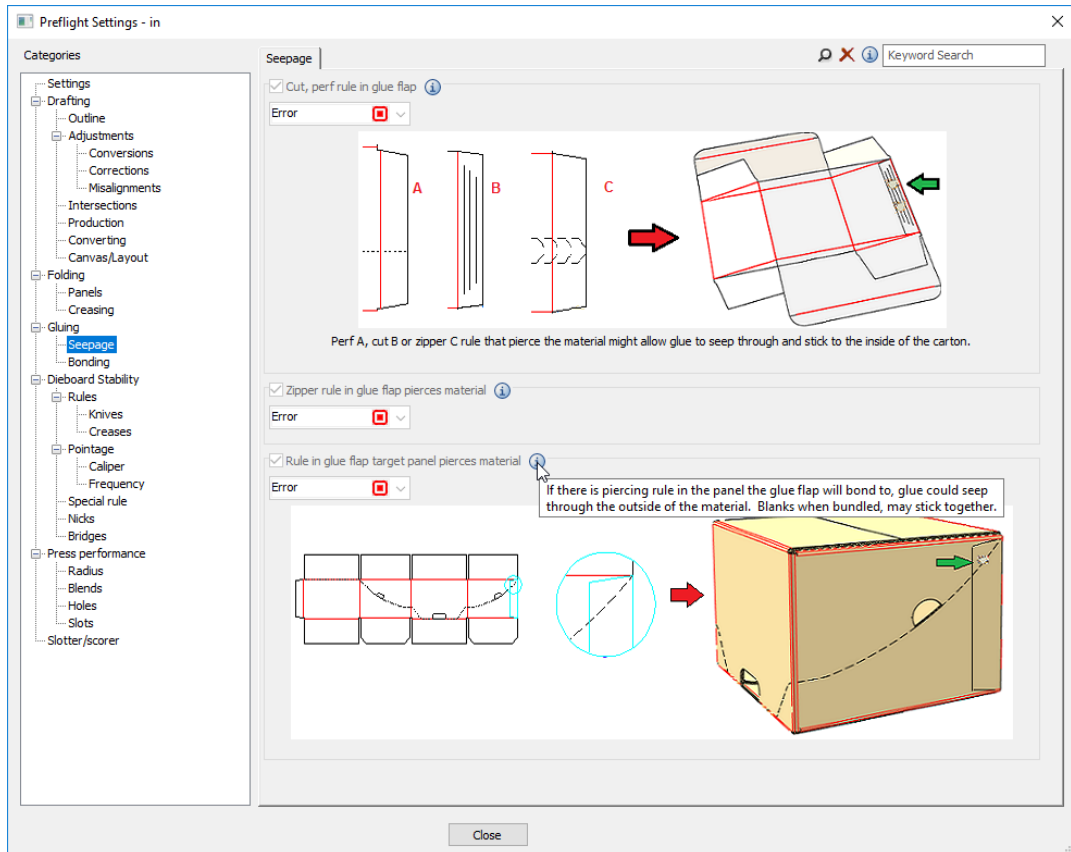 Preflight Settings - in
Categories
Settings
Drafting
Outline
Adjustments
Conversions
Corrections
Misalignments
Intersections
Production
Converting
Canvas/Layout
Folding
Panels
Creasing
Gluing
Seepage
Bonding
Dieboard Stability
Rules
Knives
Creases
Pointage
Caliper
Frequency
Special rule
Nicks
Bridges
Press performance
Radius
Blends
Holes
Slots
Slotter/scorer
Seepage
Keyword Search
Cut, perf rule in glue flap
Error
A
B
C
Perf A, cut B or zipper C rule that pierce the material might allow glue to seep through and stick to the inside of the carton.
Zipper rule in glue flap pierces material
Error
Rule in glue flap target panel pierces material
Error
If there is piercing rule in the panel the glue flap will bond to, glue could seep
through the outside of the material.  Blanks when bundled, may stick together.
Close